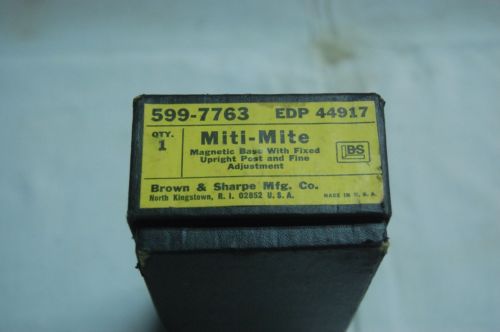 599-7763 EDP 44917
QTY. 1
Miti-Mite
Magnetic Base With Fixed
Upright Post and Fine
Adjustment
BS
Brown & Sharpe Mfg. Co.
North Kingstown, R. I. 02852 U. S. A.
MADE IN U. S. A.